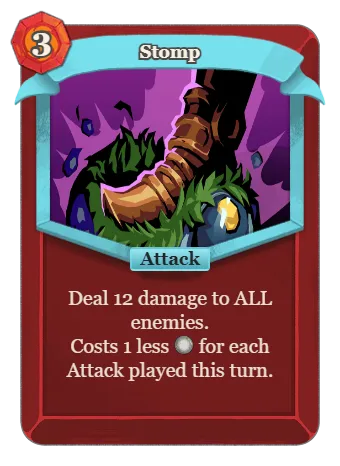 3
Stomp
Attack
Deal 12 damage to ALL
enemies.
Costs 1 less for each
Attack played this turn.